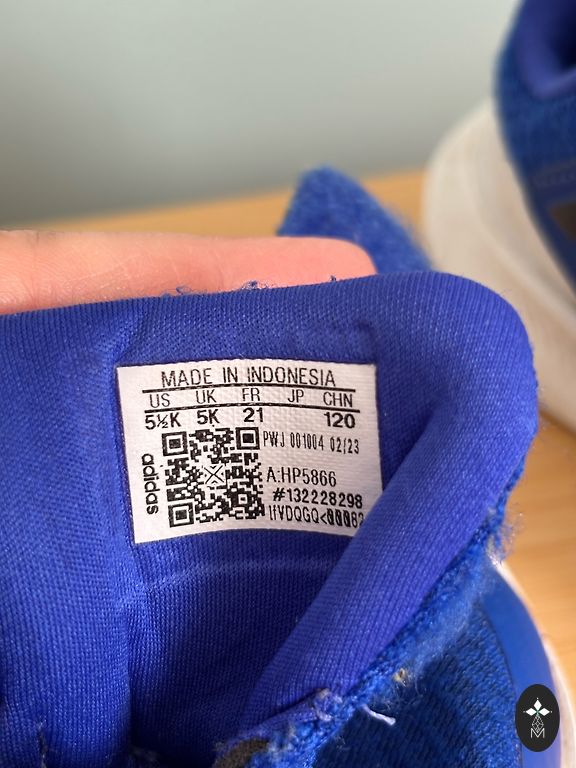 MADE IN INDONESIA
US UK FR JP CHN
5½K 5K 21 120
PWJ 001004 02/23
adidas
A:HP5866
#132228298